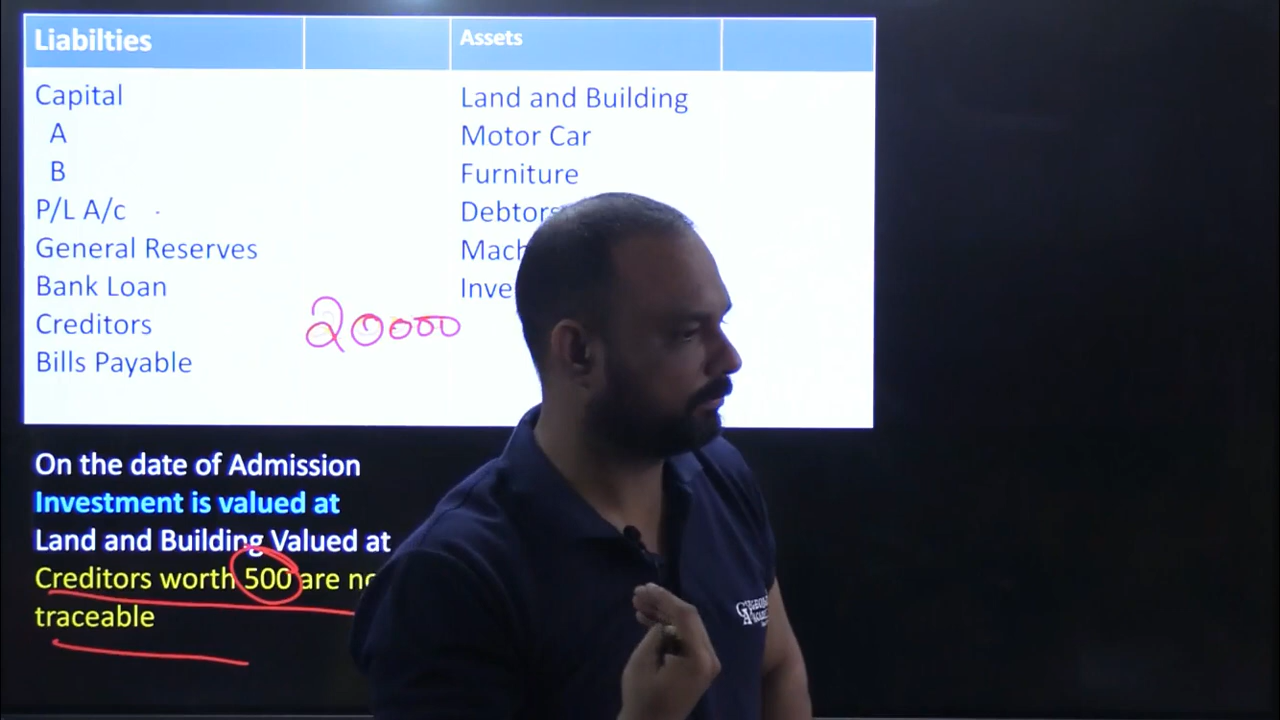 Liabilties
Assets
Capital
Land and Building
A
Motor Car
B
Furniture
P/L A/c
Debtors
General Reserves
Bank Loan
Creditors
20000
Bills Payable
On the date of Admission
Investment is valued at
Land and Building Valued at
Creditors worth 500 are
traceable